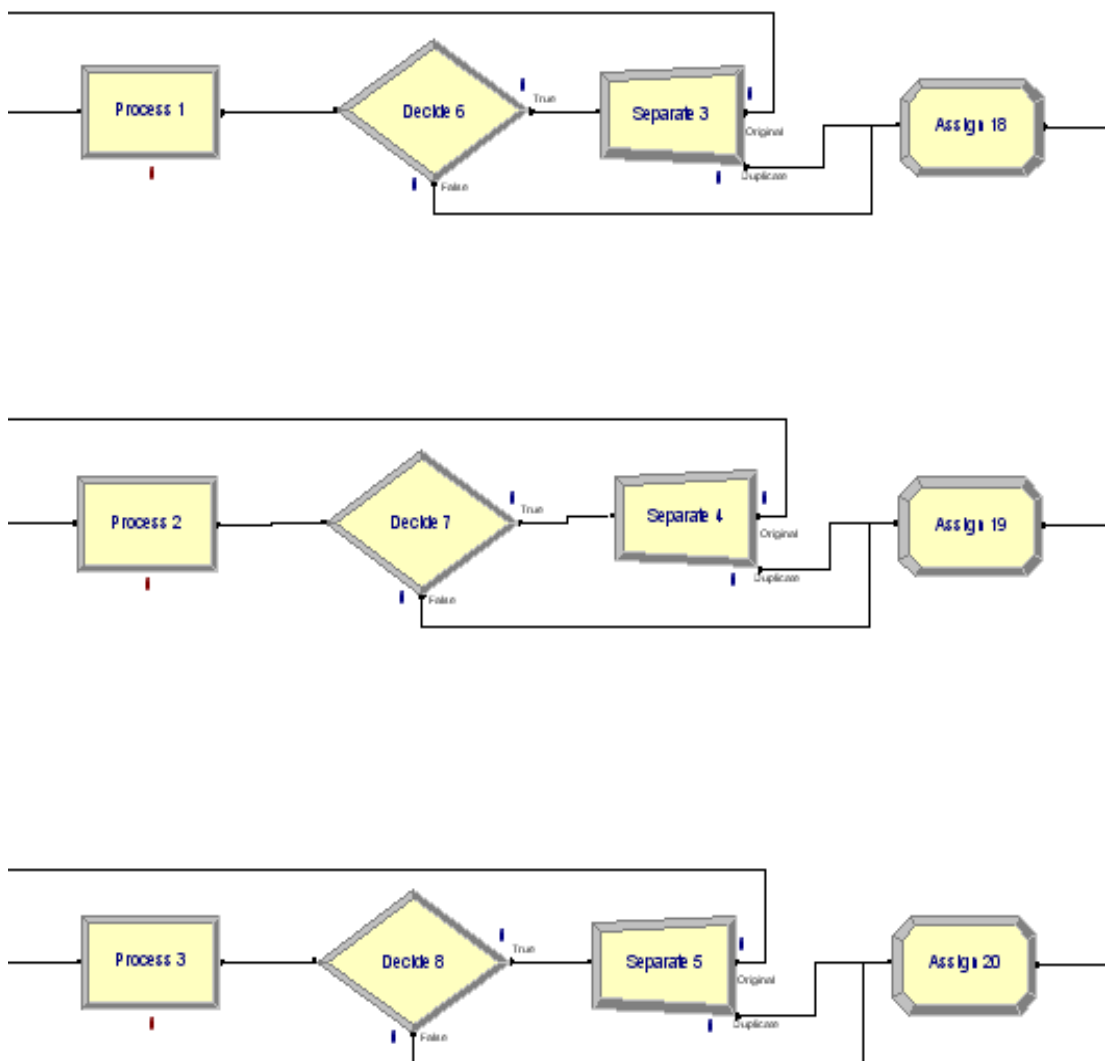 Process 1
Decide 6
True
False
Separate 3
Original
Duplicate
Assign 18
Process 2
Decide 7
True
False
Separate 4
Original
Duplicate
Assign 19
Process 3
Decide 8
True
False
Separate 5
Original
Duplicate
Assign 20